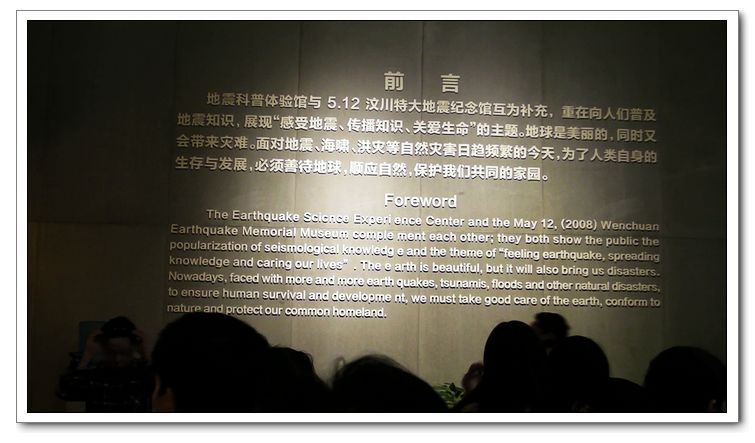 前 言
地震科普体验馆与 5.12 汶川特大地震纪念馆互为补充，重在向人们普及
地震知识，展现“感受地震、传播知识、关爱生命”的主题。地球是美丽的，同时又
会带来灾难。面对地震、海啸、洪灾等自然灾害日趋频繁的今天，为了人类自身的
生存与发展，必须善待地球，顺应自然，保护我们共同的家园。
Foreword
The Earthquake Science Experi ence Center and the May 12, (2008) Wenchuan
Earthquake Memorial Museum comple ment each other; they both show the public the
popularization of seismological knowledg e and the theme of “feeling earthquake, spreading
knowledge and caring our lives” . The e arth is beautiful, but it will also bring us disasters.
Nowadays, faced with more and more earth quakes, tsunamis, floods and other natural disasters,
to ensure human survival and developme nt, we must take good care of the earth, conform to
nature and protect our common homeland.